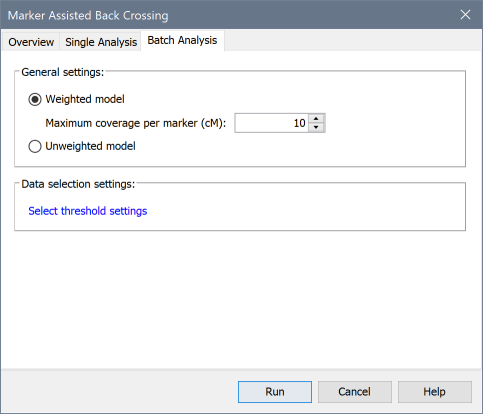 Marker Assisted Back Crossing
Overview Single Analysis Batch Analysis
General settings:
Weighted model
Maximum coverage per marker (cM): 10
Unweighted model
Data selection settings:
Select threshold settings
Run Cancel Help